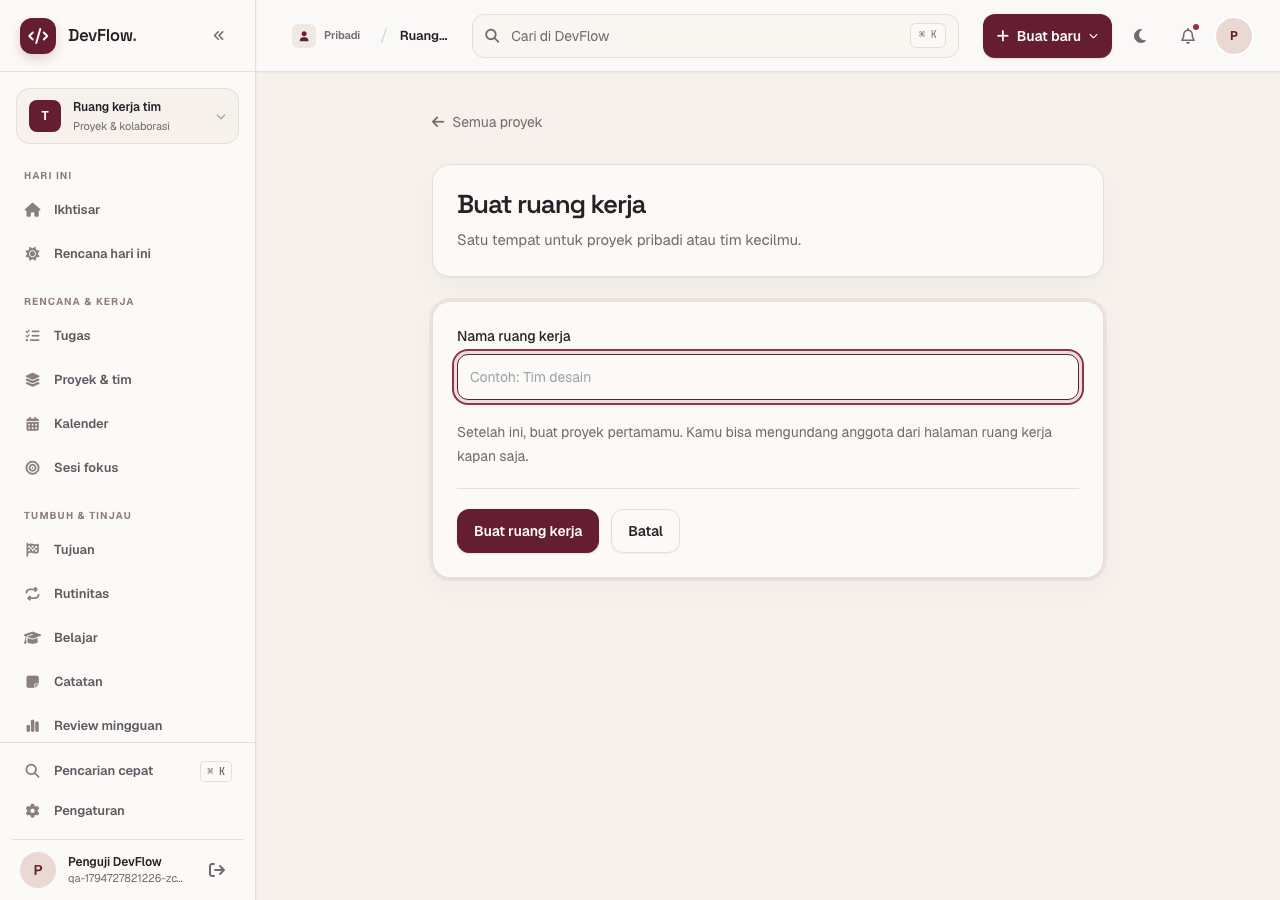 DevFlow.
Ruang kerja tim
Proyek & kolaborasi
T
HARI INI
Ikhtisar
Rencana hari ini
RENCANA & KERJA
Tugas
Proyek & tim
Kalender
Sesi fokus
TUMBUH & TINJAU
Tujuan
Rutinitas
Belajar
Catatan
Review mingguan
Pencarian cepat
⌘ K
Pengaturan
P
Penguji DevFlow
qa-1794727821226-zc...
Pribadi
/
Ruang...
Cari di DevFlow
⌘ K
Buat baru
P
Semua proyek
Buat ruang kerja
Satu tempat untuk proyek pribadi atau tim kecilmu.
Nama ruang kerja
Contoh: Tim desain
Setelah ini, buat proyek pertamamu. Kamu bisa mengundang anggota dari halaman ruang kerja
kapan saja.
Buat ruang kerja
Batal